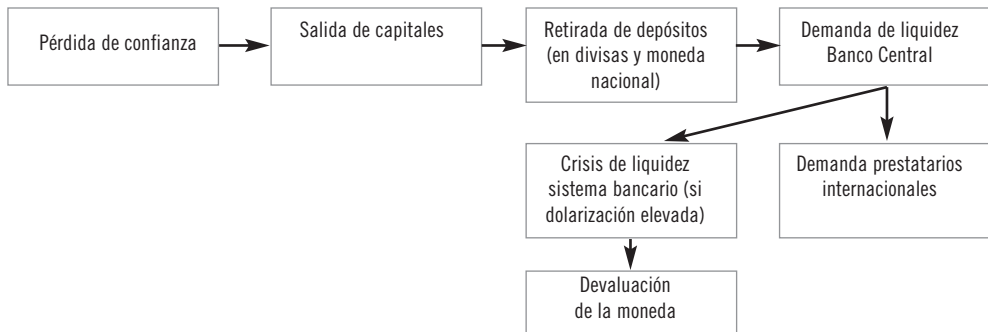 Pérdida de confianza
Salida de capitales
Retirada de depósitos
(en divisas y moneda
nacional)
Demanda de liquidez
Banco Central
Crisis de liquidez
sistema bancario (si
dolarización elevada)
Demanda prestatarios
internacionales
Devaluación
de la moneda